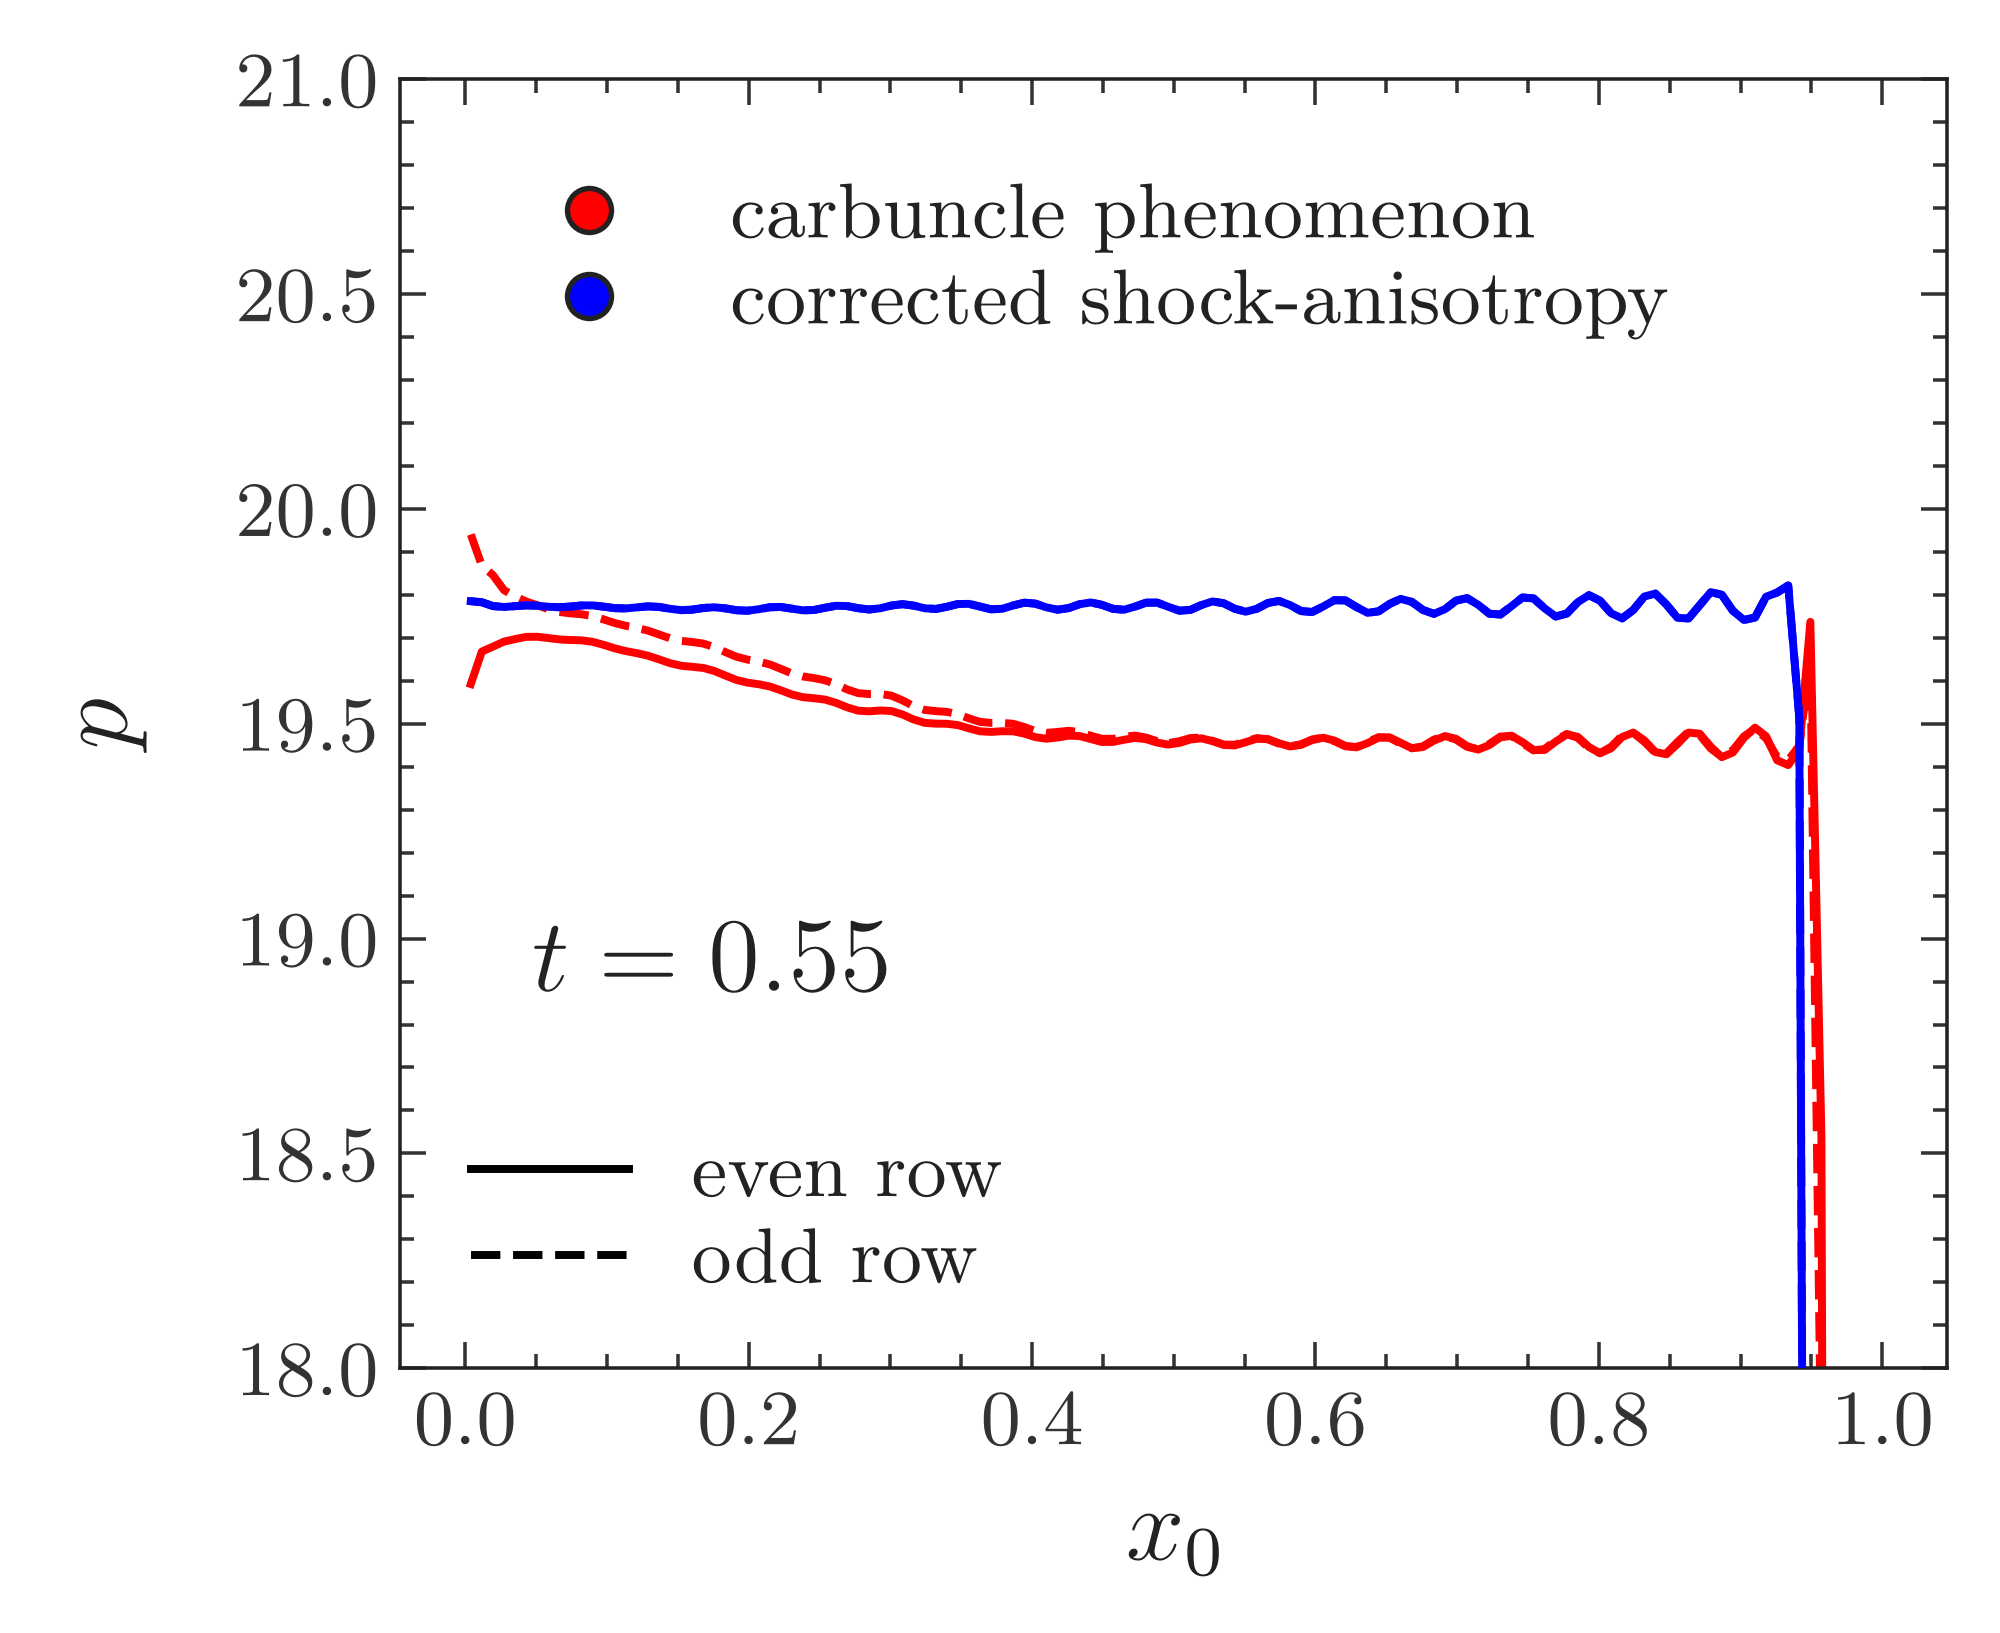 21.0
20.5
20.0
19.5
19.0
18.5
18.0
p
carbuncle phenomenon
corrected shock-anisotropy
t = 0.55
even row
odd row
0.0 0.2 0.4 0.6 0.8 1.0
x₀